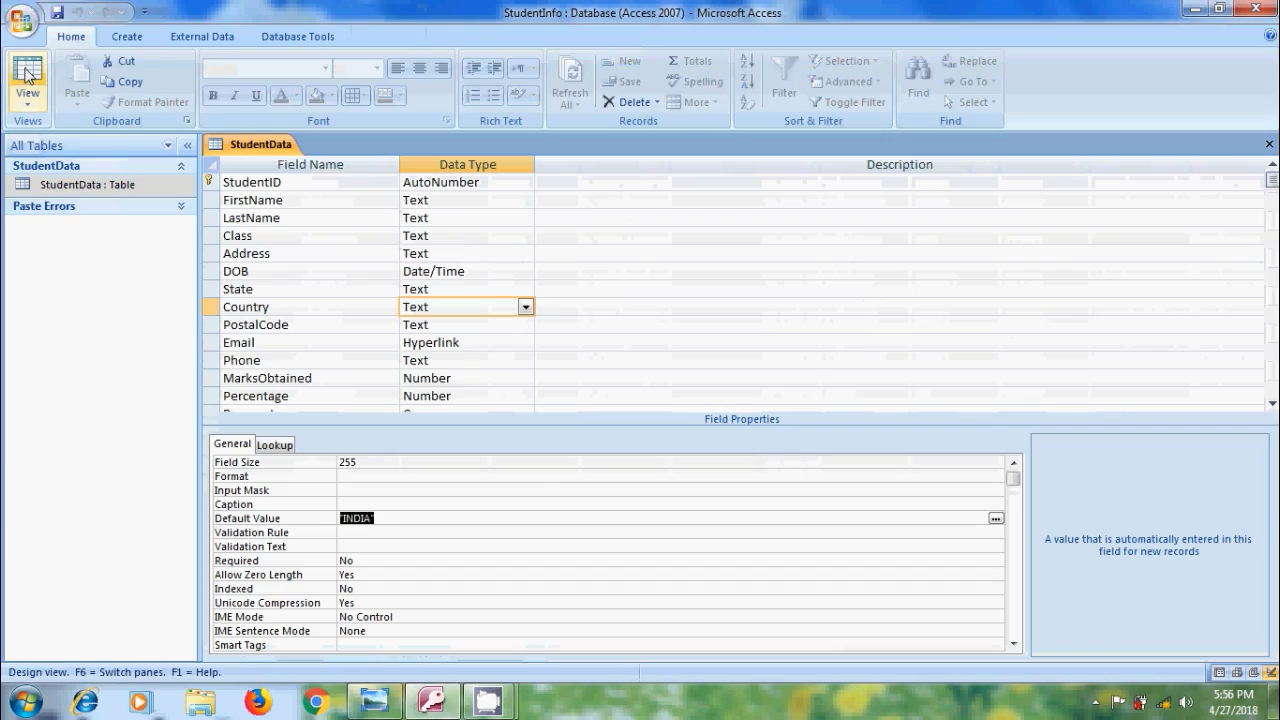 StudentInfo : Database (Access 2007) - Microsoft Access
Home Create External Data Database Tools
View
Views
Paste
Cut
Copy
Format Painter
Clipboard
B I U A
Font
Rich Text
Refresh
All
New Totals
Save Spelling
Delete More
Records
Filter
Selection
Advanced
Toggle Filter
Sort & Filter
Find
Replace
Go To
Select
Find
All Tables
StudentData
StudentData : Table
Paste Errors
StudentData
Field Name Data Type Description
StudentID AutoNumber
FirstName Text
LastName Text
Class Text
Address Text
DOB Date/Time
State Text
Country Text
PostalCode Text
Email Hyperlink
Phone Text
MarksObtained Number
Percentage Number
Field Properties
General Lookup
Field Size 255
Format
Input Mask
Caption
Default Value "INDIA"
Validation Rule
Validation Text
Required No
Allow Zero Length Yes
Indexed No
Unicode Compression Yes
IME Mode No Control
IME Sentence Mode None
Smart Tags
A value that is automatically entered in this
field for new records
Design view. F6 = Switch panes. F1 = Help.
5:56 PM
4/27/2018